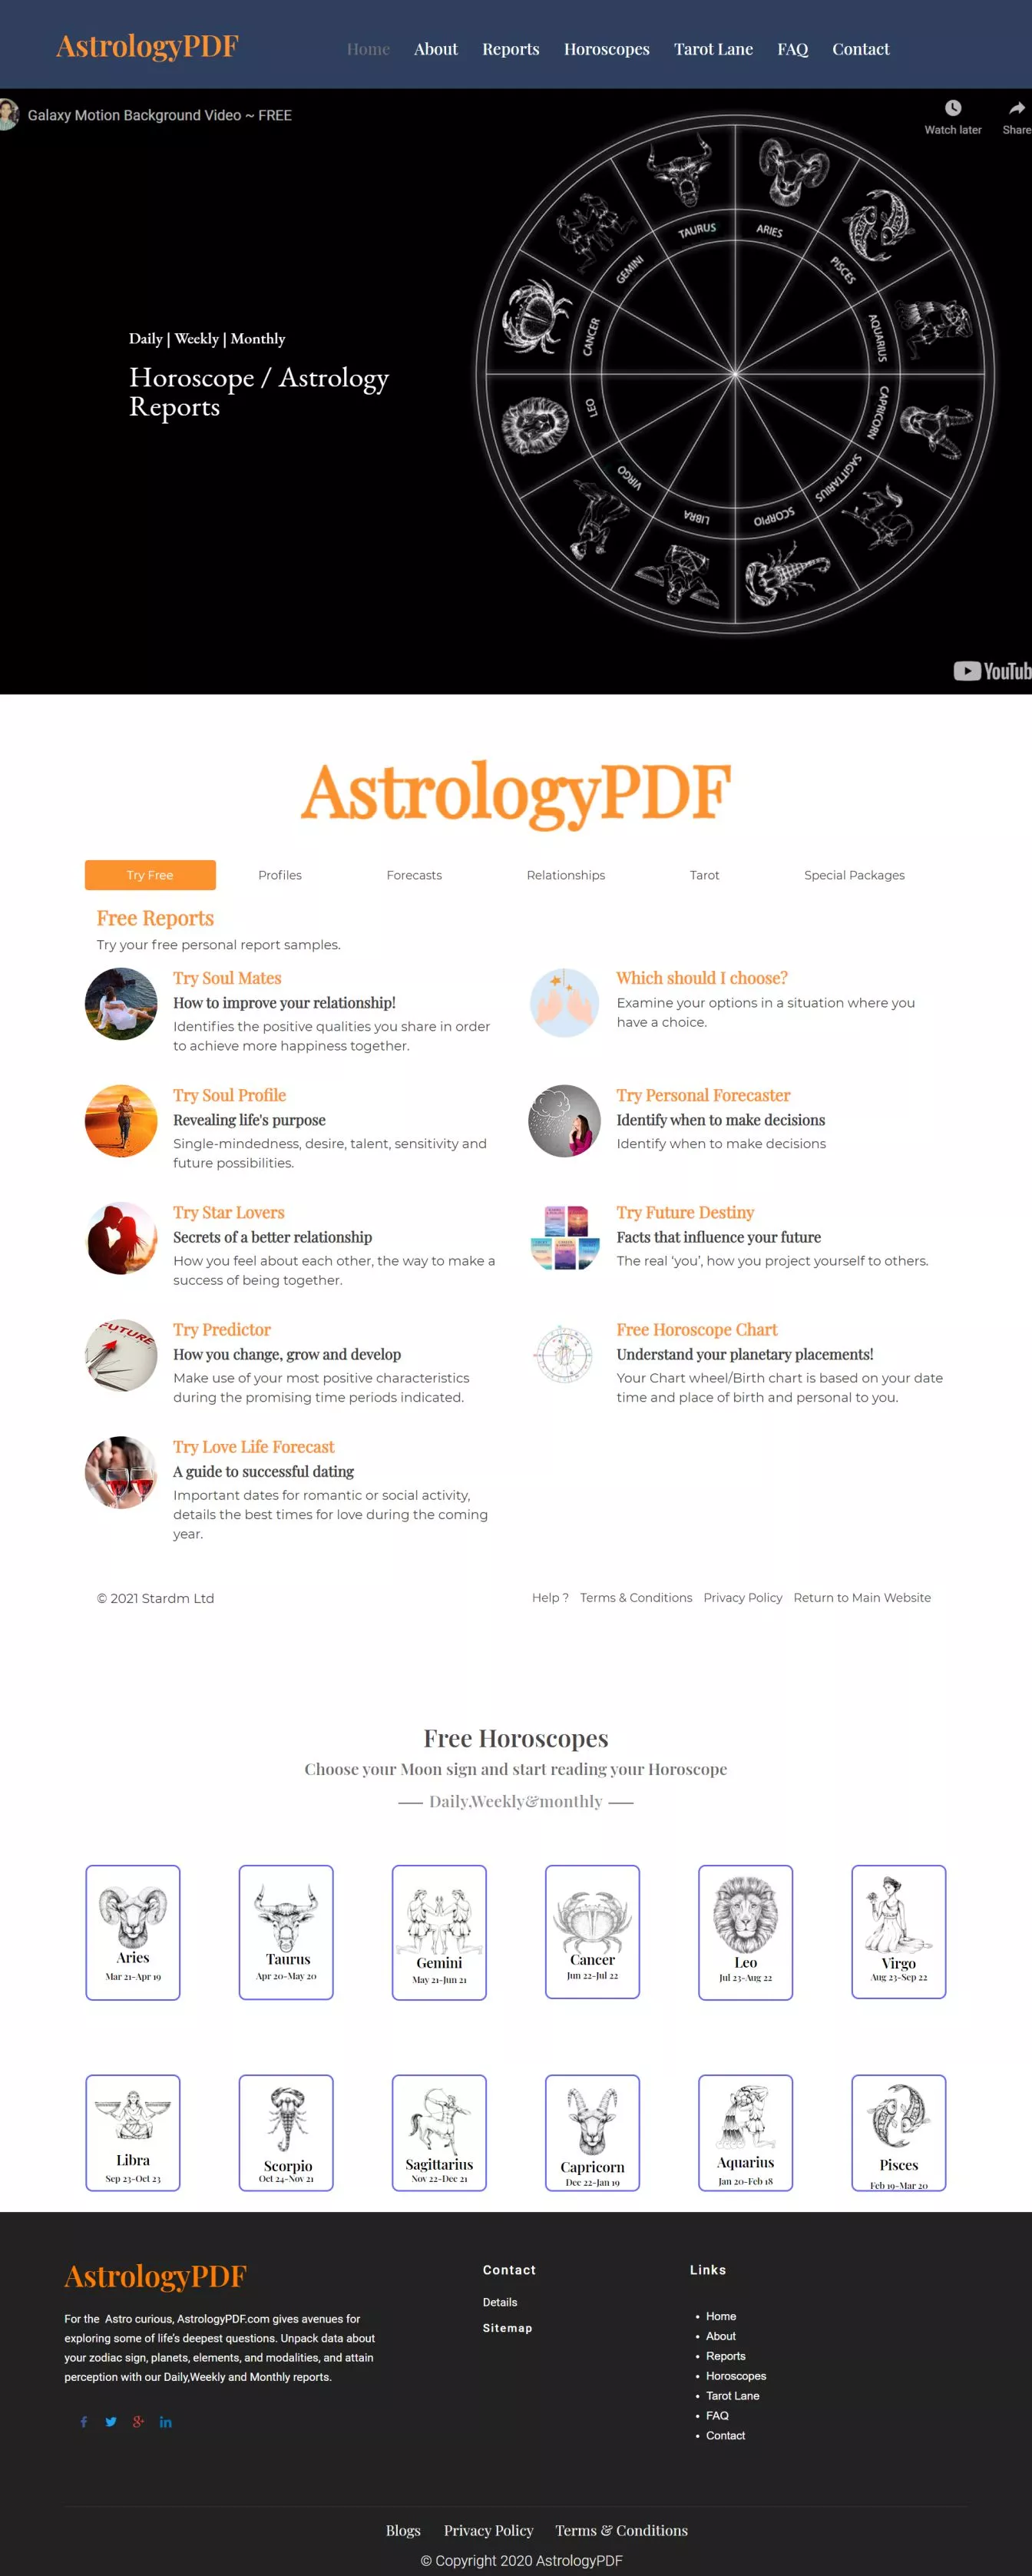 AstrologyPDF
Home About Reports Horoscopes Tarot Lane FAQ Contact
Galaxy Motion Background Video ~ FREE
Watch later Share
TAURUS ARIES
GEMINI PISCES
CANCER AQUARIUS
LEO CAPRICORN
VIRGO SAGITTARIUS
LIBRA SCORPIO
Daily | Weekly | Monthly
Horoscope / Astrology
Reports
YouTub
AstrologyPDF
Try Free Profiles Forecasts Relationships Tarot Special Packages
Free Reports
Try your free personal report samples.
Try Soul Mates
How to improve your relationship!
Identifies the positive qualities you share in order
to achieve more happiness together.
Which should I choose?
Examine your options in a situation where you
have a choice.
Try Soul Profile
Revealing life's purpose
Single-mindedness, desire, talent, sensitivity and
future possibilities.
Try Personal Forecaster
Identify when to make decisions
Identify when to make decisions
Try Star Lovers
Secrets of a better relationship
How you feel about each other, the way to make a
success of being together.
Try Future Destiny
Facts that influence your future
The real ‘you’, how you project yourself to others.
FUTURE
Try Predictor
How you change, grow and develop
Make use of your most positive characteristics
during the promising time periods indicated.
Free Horoscope Chart
Understand your planetary placements!
Your Chart wheel/Birth chart is based on your date
time and place of birth and personal to you.
Try Love Life Forecast
A guide to successful dating
Important dates for romantic or social activity,
details the best times for love during the coming
year.
© 2021 Stardm Ltd
Help ? Terms & Conditions Privacy Policy Return to Main Website
Free Horoscopes
Choose your Moon sign and start reading your Horoscope
Daily,Weekly&monthly
Aries Taurus Gemini Cancer Leo Virgo
Mar 21-Apr 19 Apr 20-May 20 May 21-Jun 21 Jun 22-Jul 22 Jul 23-Aug 22 Aug 23-Sep 22
Libra Scorpio Sagittarius Capricorn Aquarius Pisces
Sep 23-Oct 23 Oct 24-Nov 21 Nov 22-Dec 21 Dec 22-Jan 19 Jan 20-Feb 18 Feb 19-Mar 20
AstrologyPDF
For the Astro curious, AstrologyPDF.com gives avenues for
exploring some of life’s deepest questions. Unpack data about
your zodiac sign, planets, elements, and modalities, and attain
perception with our Daily,Weekly and Monthly reports.
Contact
Details
Sitemap
Links
Home
About
Reports
Horoscopes
Tarot Lane
FAQ
Contact
Blogs Privacy Policy Terms & Conditions
© Copyright 2020 AstrologyPDF